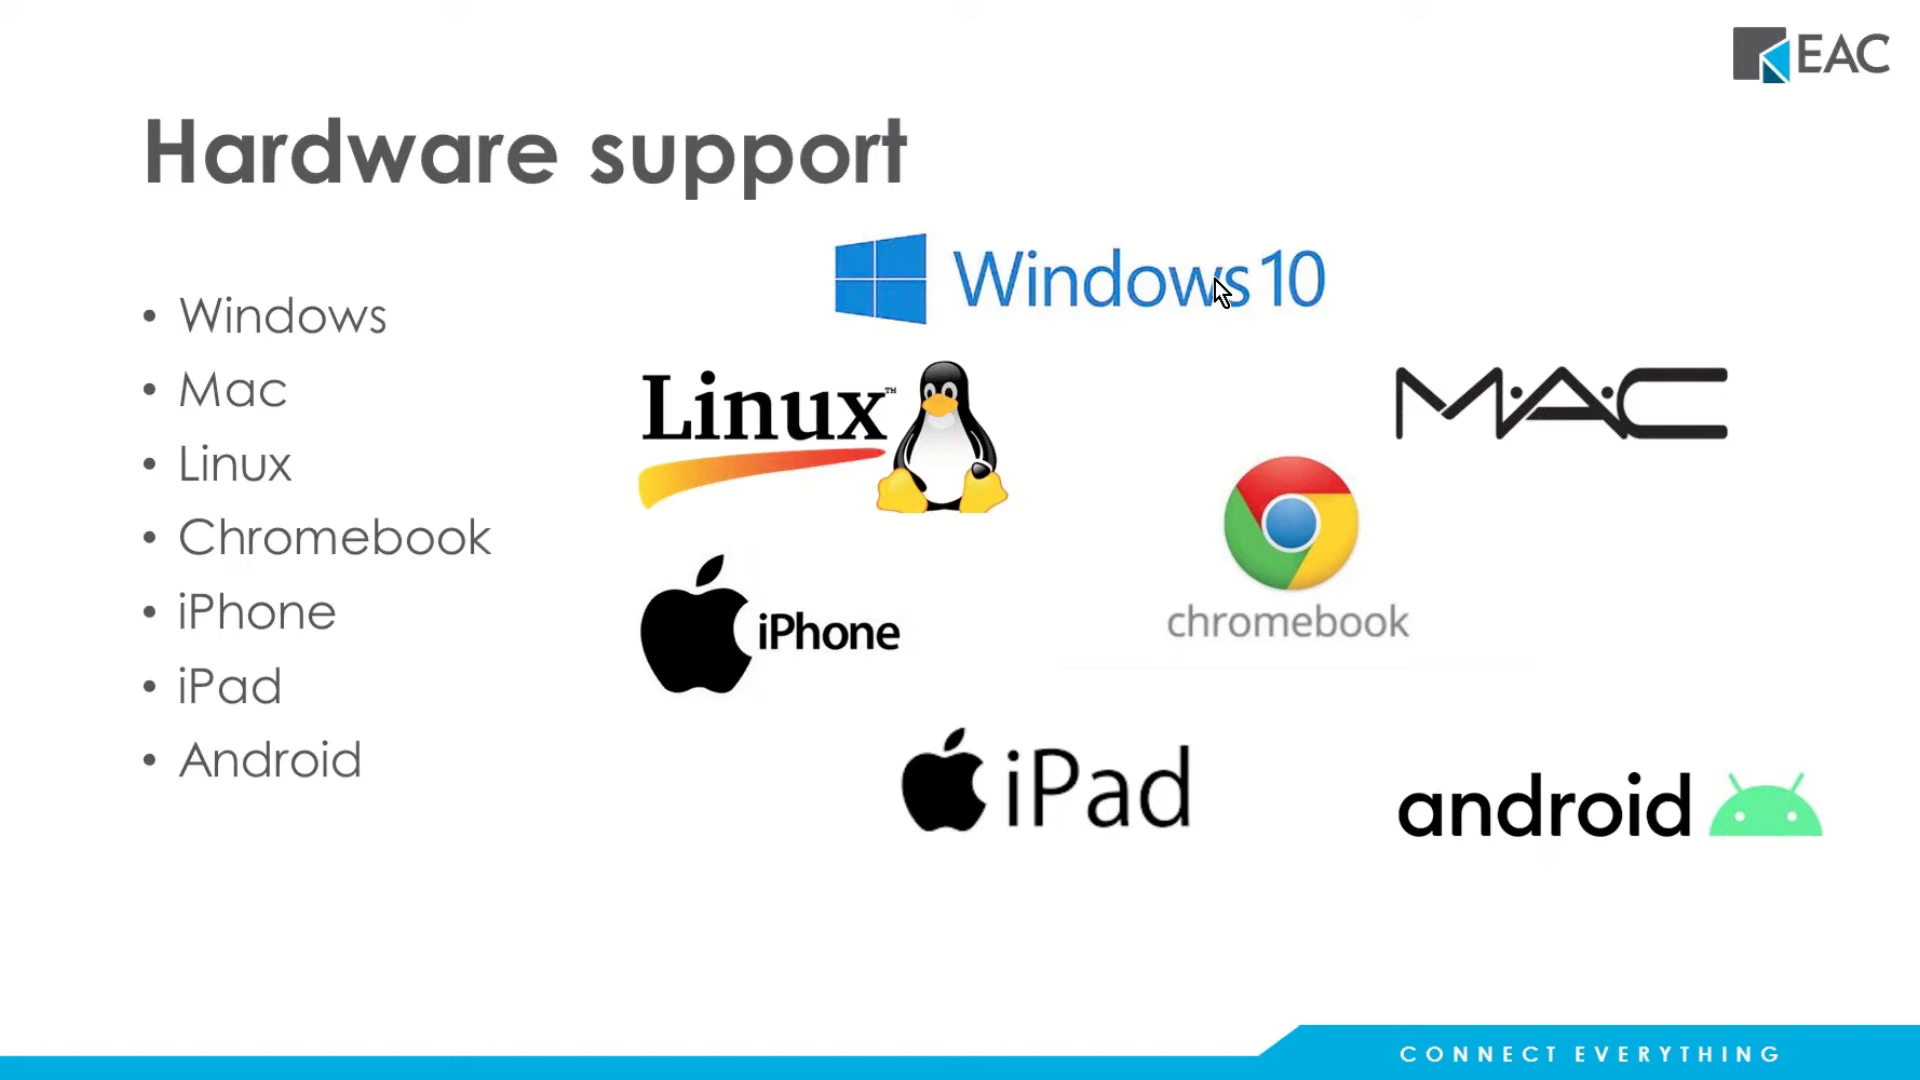 EAC
Hardware support
• Windows
• Mac
• Linux
• Chromebook
• iPhone
• iPad
• Android
Windows 10
Linux™
M·A·C
chromebook
iPhone
iPad
android
CONNECT EVERYTHING